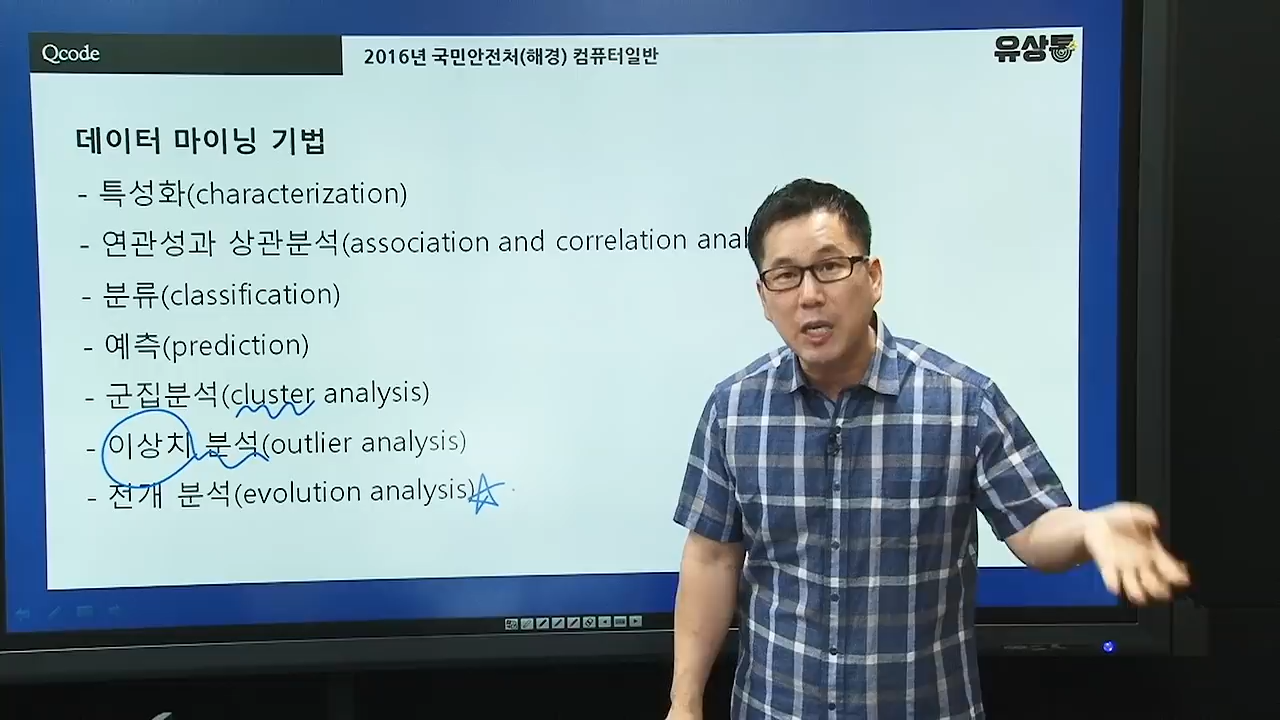 Qcode
2016년 국민안전처(해경) 컴퓨터일반
유상통
데이터 마이닝 기법
- 특성화(characterization)
- 연관성과 상관분석(association and correlation anal
- 분류(classification)
- 예측(prediction)
- 군집분석(cluster analysis)
- 이상치 분석(outlier analysis)
- 전개 분석(evolution analysis)